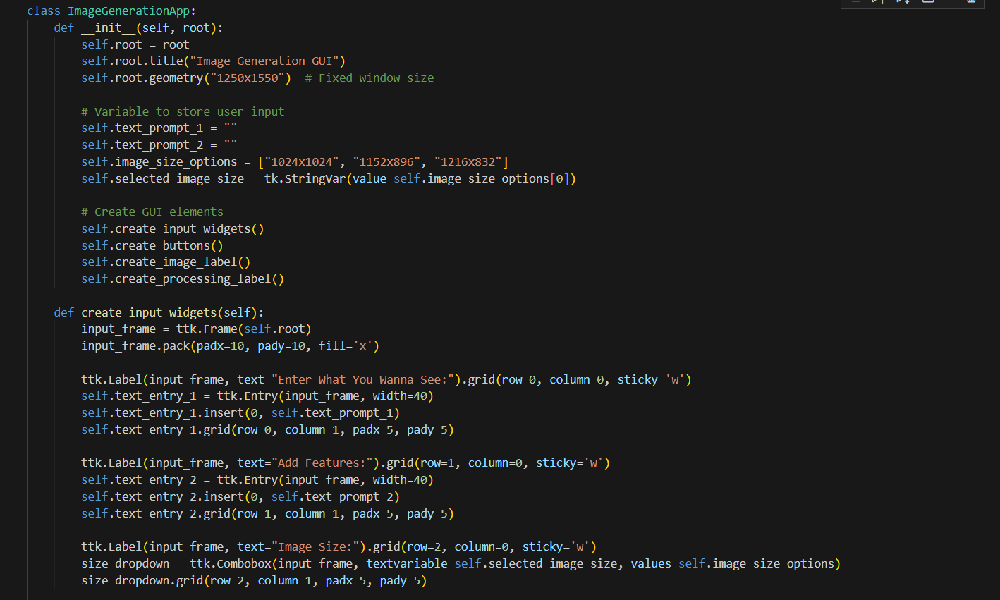 class ImageGenerationApp:
    def __init__(self, root):
        self.root = root
        self.root.title("Image Generation GUI")
        self.root.geometry("1250x1550")  # Fixed window size

        # Variable to store user input
        self.text_prompt_1 = ""
        self.text_prompt_2 = ""
        self.image_size_options = ["1024x1024", "1152x896", "1216x832"]
        self.selected_image_size = tk.StringVar(value=self.image_size_options[0])

        # Create GUI elements
        self.create_input_widgets()
        self.create_buttons()
        self.create_image_label()
        self.create_processing_label()

    def create_input_widgets(self):
        input_frame = ttk.Frame(self.root)
        input_frame.pack(padx=10, pady=10, fill='x')

        ttk.Label(input_frame, text="Enter What You Wanna See:").grid(row=0, column=0, sticky='w')
        self.text_entry_1 = ttk.Entry(input_frame, width=40)
        self.text_entry_1.insert(0, self.text_prompt_1)
        self.text_entry_1.grid(row=0, column=1, padx=5, pady=5)

        ttk.Label(input_frame, text="Add Features:").grid(row=1, column=0, sticky='w')
        self.text_entry_2 = ttk.Entry(input_frame, width=40)
        self.text_entry_2.insert(0, self.text_prompt_2)
        self.text_entry_2.grid(row=1, column=1, padx=5, pady=5)

        ttk.Label(input_frame, text="Image Size:").grid(row=2, column=0, sticky='w')
        size_dropdown = ttk.Combobox(input_frame, textvariable=self.selected_image_size, values=self.image_size_options)
        size_dropdown.grid(row=2, column=1, padx=5, pady=5)